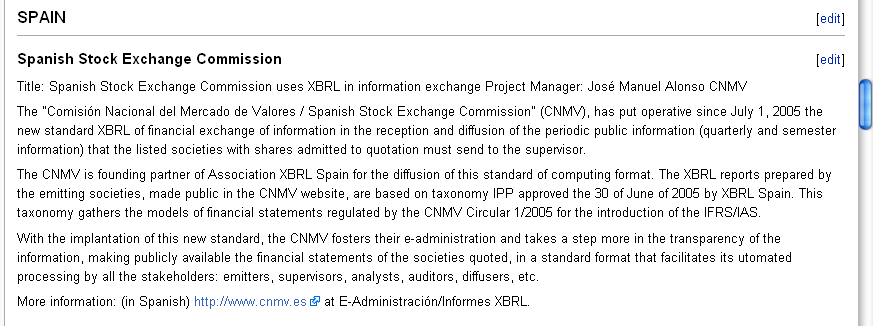 SPAIN [edit]
Spanish Stock Exchange Commission [edit]
Title: Spanish Stock Exchange Commission uses XBRL in information exchange Project Manager: José Manuel Alonso CNMV
The "Comisión Nacional del Mercado de Valores / Spanish Stock Exchange Commission" (CNMV), has put operative since July 1, 2005 the
new standard XBRL of financial exchange of information in the reception and diffusion of the periodic public information (quarterly and semester
information) that the listed societies with shares admitted to quotation must send to the supervisor.
The CNMV is founding partner of Association XBRL Spain for the diffusion of this standard of computing format. The XBRL reports prepared by
the emitting societies, made public in the CNMV website, are based on taxonomy IPP approved the 30 of June of 2005 by XBRL Spain. This
taxonomy gathers the models of financial statements regulated by the CNMV Circular 1/2005 for the introduction of the IFRS/IAS.
With the implantation of this new standard, the CNMV fosters their e-administration and takes a step more in the transparency of the
information, making publicly available the financial statements of the societies quoted, in a standard format that facilitates its utomated
processing by all the stakeholders: emitters, supervisors, analysts, auditors, diffusers, etc.
More information: (in Spanish) http://www.cnmv.es at E-Administración/Informes XBRL.